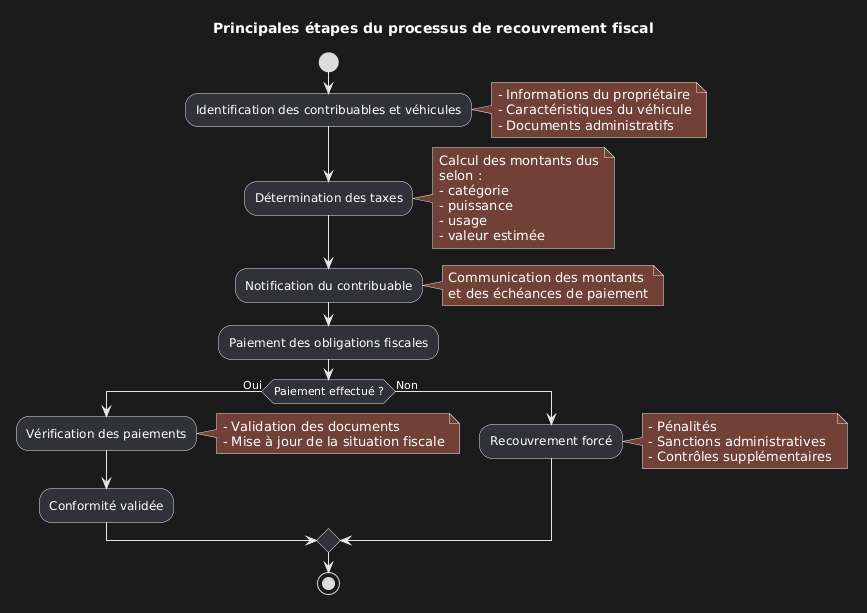 Principales étapes du processus de recouvrement fiscal
Identification des contribuables et véhicules
- Informations du propriétaire
- Caractéristiques du véhicule
- Documents administratifs
Détermination des taxes
Calcul des montants dus
selon :
- catégorie
- puissance
- usage
- valeur estimée
Notification du contribuable
Communication des montants
et des échéances de paiement
Paiement des obligations fiscales
Oui
Paiement effectué ?
Non
Vérification des paiements
- Validation des documents
- Mise à jour de la situation fiscale
Recouvrement forcé
- Pénalités
- Sanctions administratives
- Contrôles supplémentaires
Conformité validée